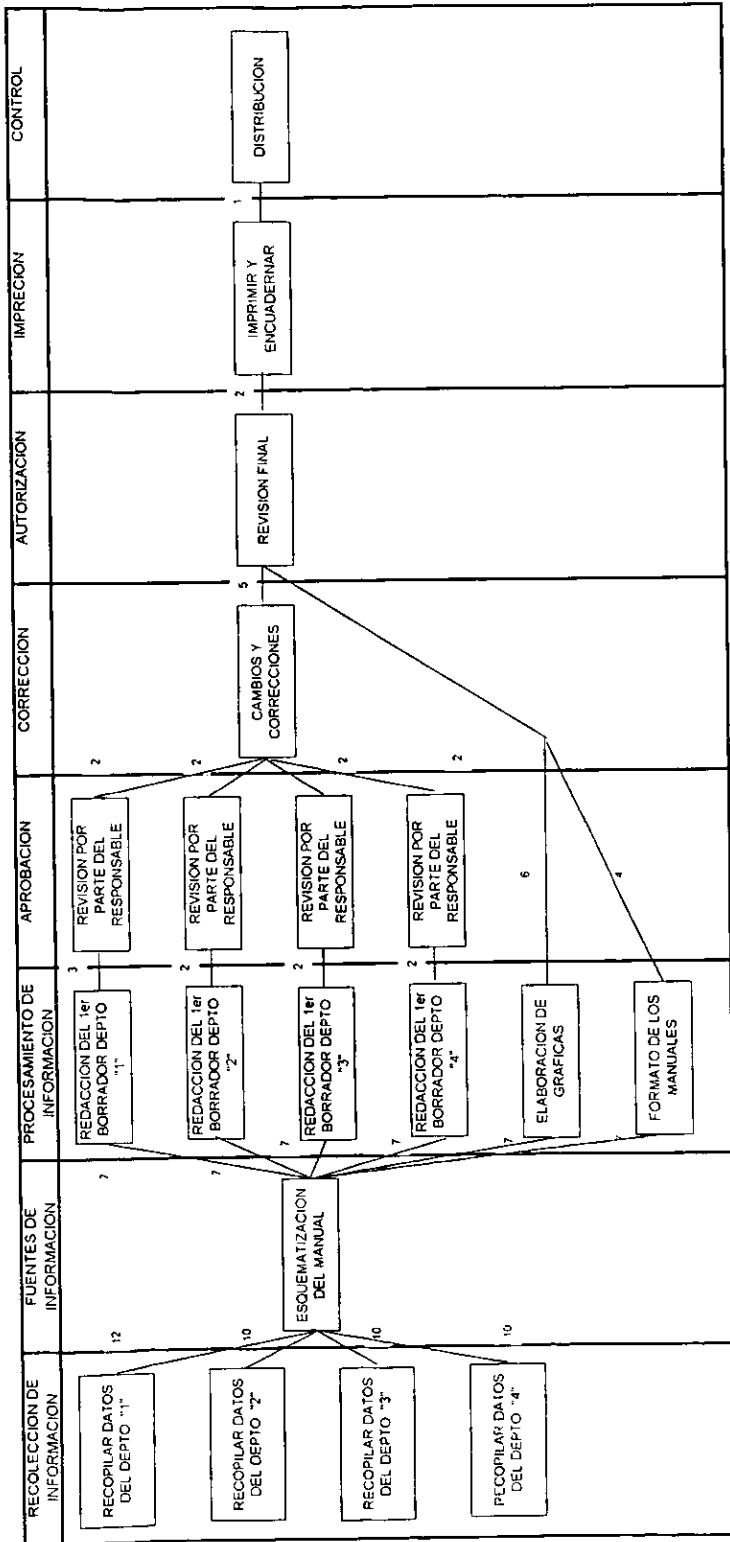 RECOLECCION DE
INFORMACION
FUENTES DE
INFORMACION
PROCESAMIENTO DE
INFORMACION
APROBACION
CORRECCION
AUTORIZACION
IMPRECION
CONTROL
RECOPILAR DATOS
DEL DEPTO "1"
RECOPILAR DATOS
DEL DEPTO "2"
RECOPILAR DATOS
DEL DEPTO "3"
PECOPILAR DATOS
DEL DEPTO "4"
12
10
10
10
ESQUEMATIZACION
DEL MANUAL
7
7
7
7
7
REDACCION DEL 1er
BORRADOR DEPTO
"1"
REDACCION DEL 1er
BORRADOR DEPTO
"2"
REDACCION DEL 1er
BORRADOR DEPTO
"3"
REDACCION DEL 1er
BORRADOR DEPTO
"4"
ELABORACION DE
GRAFICAS
FORMATO DE LOS
MANUALES
3
2
2
2
REVISION POR
PARTE DEL
RESPONSABLE
REVISION POR
PARTE DEL
RESPONSABLE
REVISION POR
PARTE DEL
RESPONSABLE
REVISION POR
PARTE DEL
RESPONSABLE
6
4
2
2
2
2
CAMBIOS Y
CORRECCIONES
5
REVISION FINAL
2
IMPRIMIR Y
ENCUADERNAR
1
DISTRIBUCION